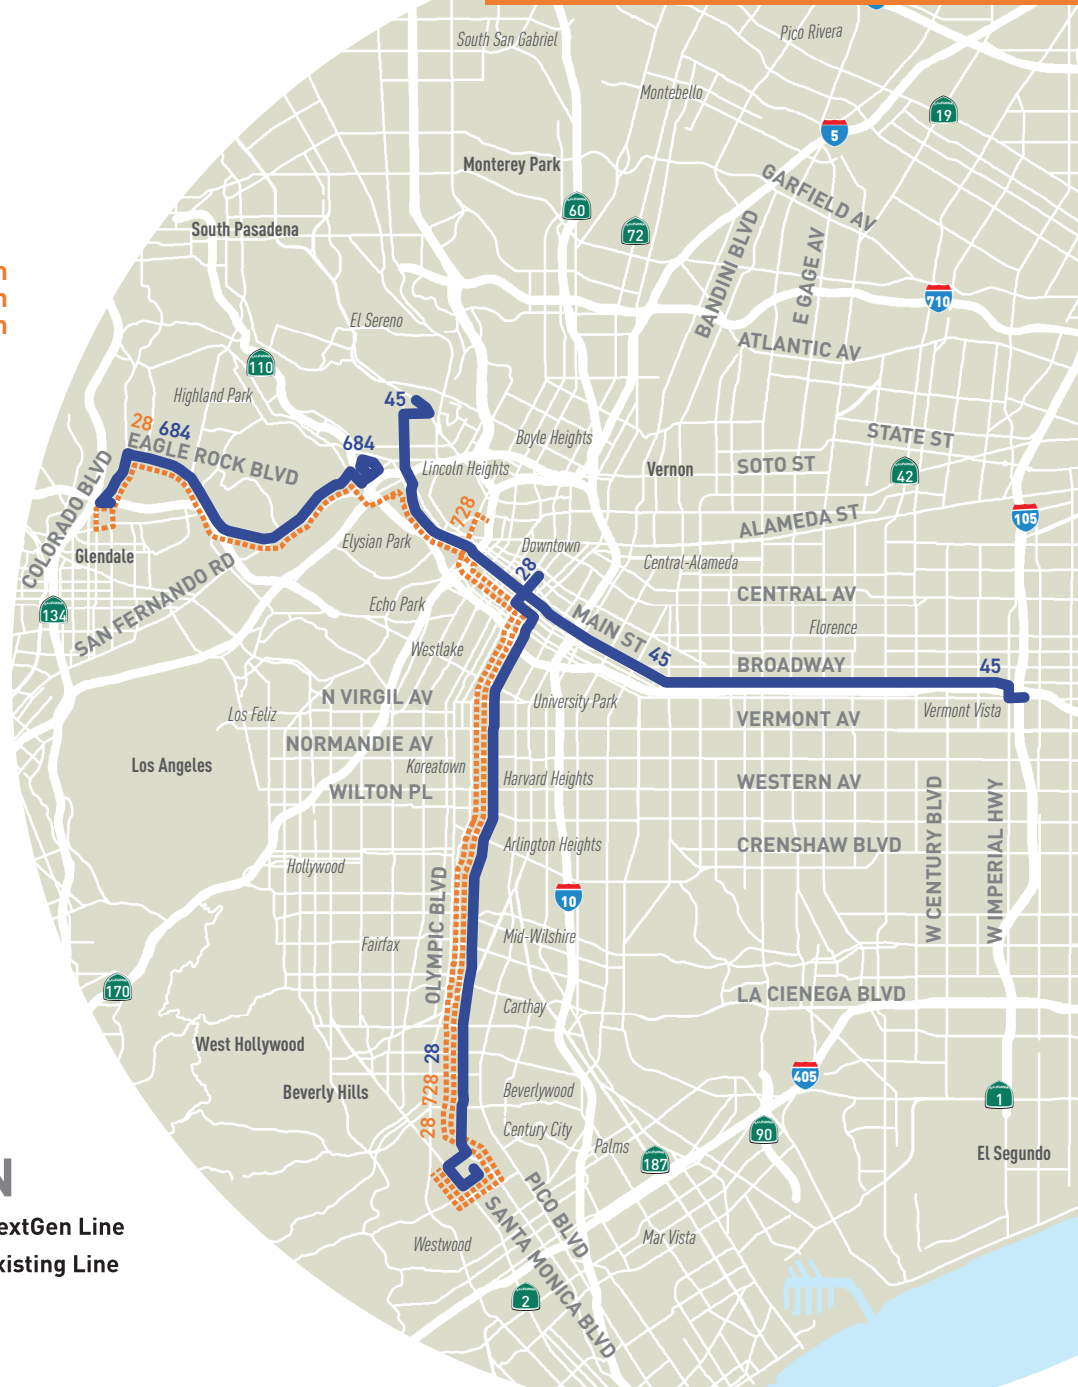 South San Gabriel
Pico Rivera
Montebello
19
5
Monterey Park
GARFIELD AV
60
72
South Pasadena
BANDINI BLVD
E GAGE AV
n
n
n
710
El Sereno
ATLANTIC AV
110
Highland Park
45
28 684
EAGLE ROCK BLVD
684
Boyle Heights
STATE ST
Lincoln Heights
Vernon
SOTO ST
42
COLORADO BLVD
728
ALAMEDA ST
105
Elysian Park
Downtown
Glendale
Central-Alameda
SAN FERNANDO RD
28
134
Echo Park
CENTRAL AV
MAIN ST 45
Florence
Westlake
BROADWAY
45
N VIRGIL AV
University Park
Vermont Vista
Los Feliz
VERMONT AV
NORMANDIE AV
Los Angeles
Koreatown
Harvard Heights
WESTERN AV
WILTON PL
W CENTURY BLVD
W IMPERIAL HWY
Arlington Heights
CRENSHAW BLVD
Hollywood
10
OLYMPIC BLVD
Mid-Wilshire
Fairfax
170
LA CIENEGA BLVD
Carthay
West Hollywood
28
405
Beverly Hills
28 728
Beverlywood
1
Century City
90
Palms
187
El Segundo
N
PICO BLVD
extGen Line
SANTA MONICA BLVD
Westwood
Mar Vista
xisting Line
2